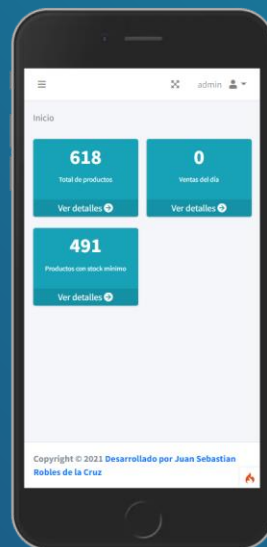 admin
Inicio
618
Total de productos
Ver detalles
0
Ventas del día
Ver detalles
491
Productos con stock mínimo
Ver detalles
Copyright © 2021 Desarrollado por Juan Sebastian
Robles de la Cruz